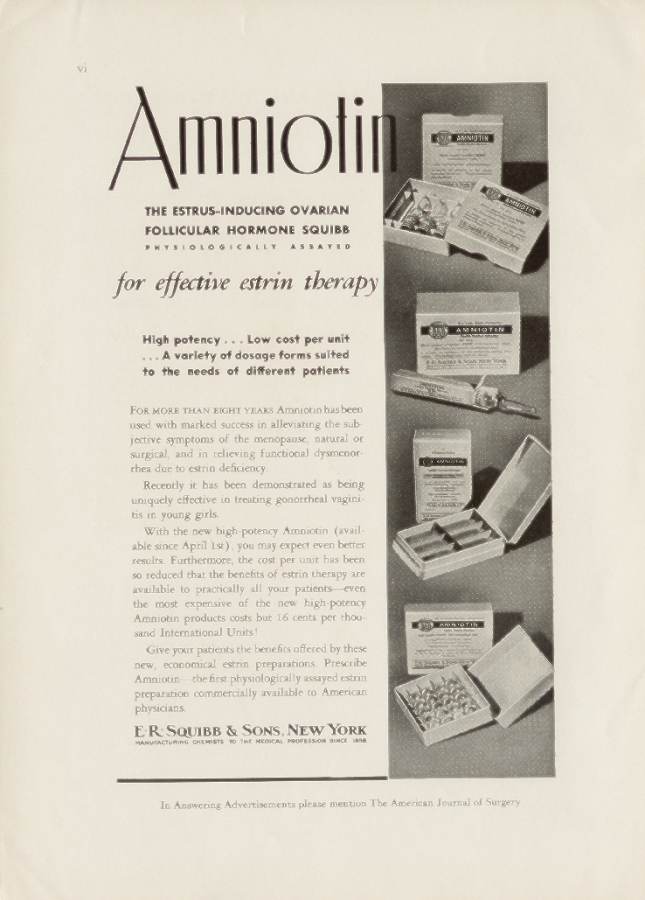 vi
Amniotin
THE ESTRUS-INDUCING OVARIAN
FOLLICULAR HORMONE SQUIBB
PHYSIOLOGICALLY ASSAYED
for effective estrin therapy
High potency . . . Low cost per unit
. . . A variety of dosage forms suited
to the needs of different patients
FOR MORE THAN EIGHT YEARS Amniotin has been
used with marked success in alleviating the sub-
jective symptoms of the menopause, natural or
surgical, and in relieving functional dysmenor-
rhea due to estrin deficiency.
Recently it has been demonstrated as being
uniquely effective in treating gonorrheal vagini-
tis in young girls.
With the new high-potency Amniotin (avail-
able since April 1st), you may expect even better
results. Furthermore, the cost per unit has been
so reduced that the benefits of estrin therapy are
available to practically all your patients—even
the most expensive of the new high-potency
Amniotin products costs but 16 cents per thou-
sand International Units!
Give your patients the benefits offered by these
new, economical estrin preparations. Prescribe
Amniotin—the first physiologically assayed estrin
preparation commercially available to American
physicians.
E·R·SQUIBB & SONS, NEW YORK
MANUFACTURING CHEMISTS TO THE MEDICAL PROFESSION SINCE 1858
AMNIOTIN
AMNIOTIN
AMNIOTIN
E·R·SQUIBB & SONS, NEW YORK
AMNIOTIN
AMNIOTIN
In Answering Advertisements please mention The American Journal of Surgery